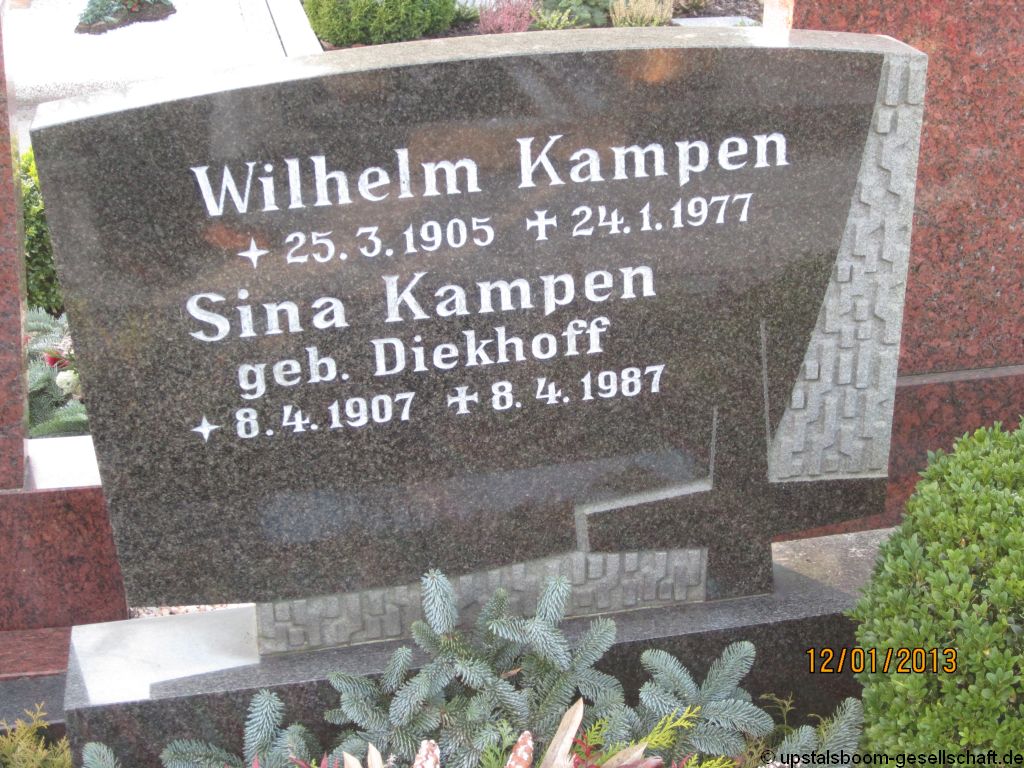 Wilhelm Kampen
✦ 25.3.1905 ✠ 24.1.1977
Sina Kampen
geb. Diekhoff
✦ 8.4.1907 ✠ 8.4.1987
12/01/2013
© upstalsboom-gesellschaft.de